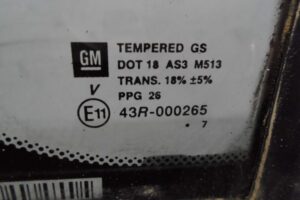 GM TEMPERED GS
DOT 18 AS3 M513
TRANS. 18% ±5%
V PPG 26
E11 43R-000265
. 7